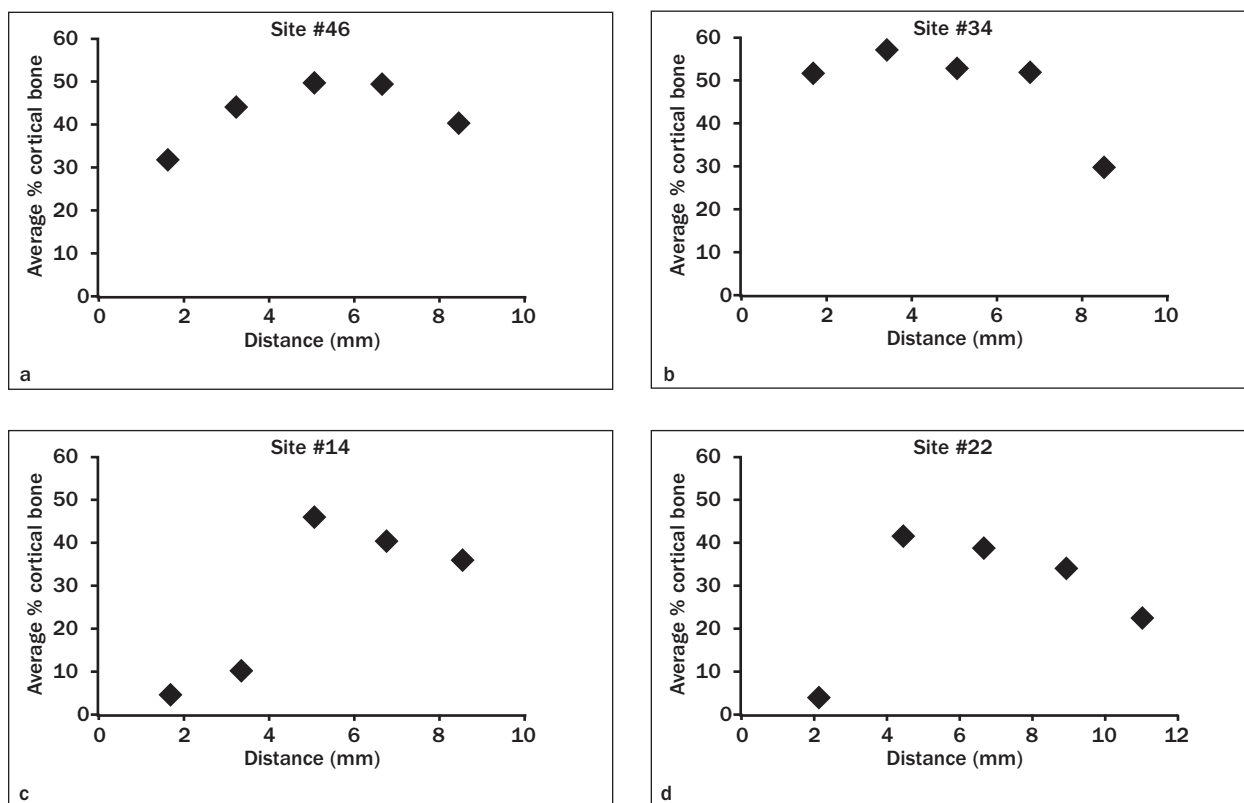 Site #46
60
50
40
30
20
10
0
Average % cortical bone
0 2 4 6 8 10
Distance (mm)
a
Site #34
60
50
40
30
20
10
0
Average % cortical bone
0 2 4 6 8 10
Distance (mm)
b
Site #14
60
50
40
30
20
10
0
Average % cortical bone
0 2 4 6 8 10
Distance (mm)
c
Site #22
60
50
40
30
20
10
0
Average % cortical bone
0 2 4 6 8 10 12
Distance (mm)
d